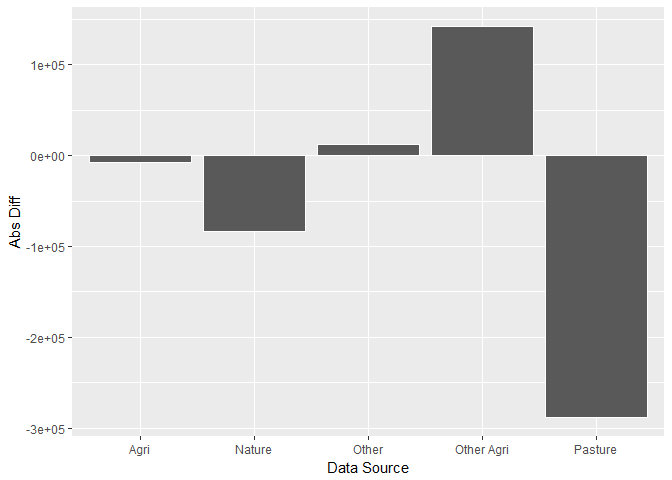 Abs Diff
1e+05
0e+00
-1e+05
-2e+05
-3e+05
Agri Nature Other Other Agri Pasture
Data Source